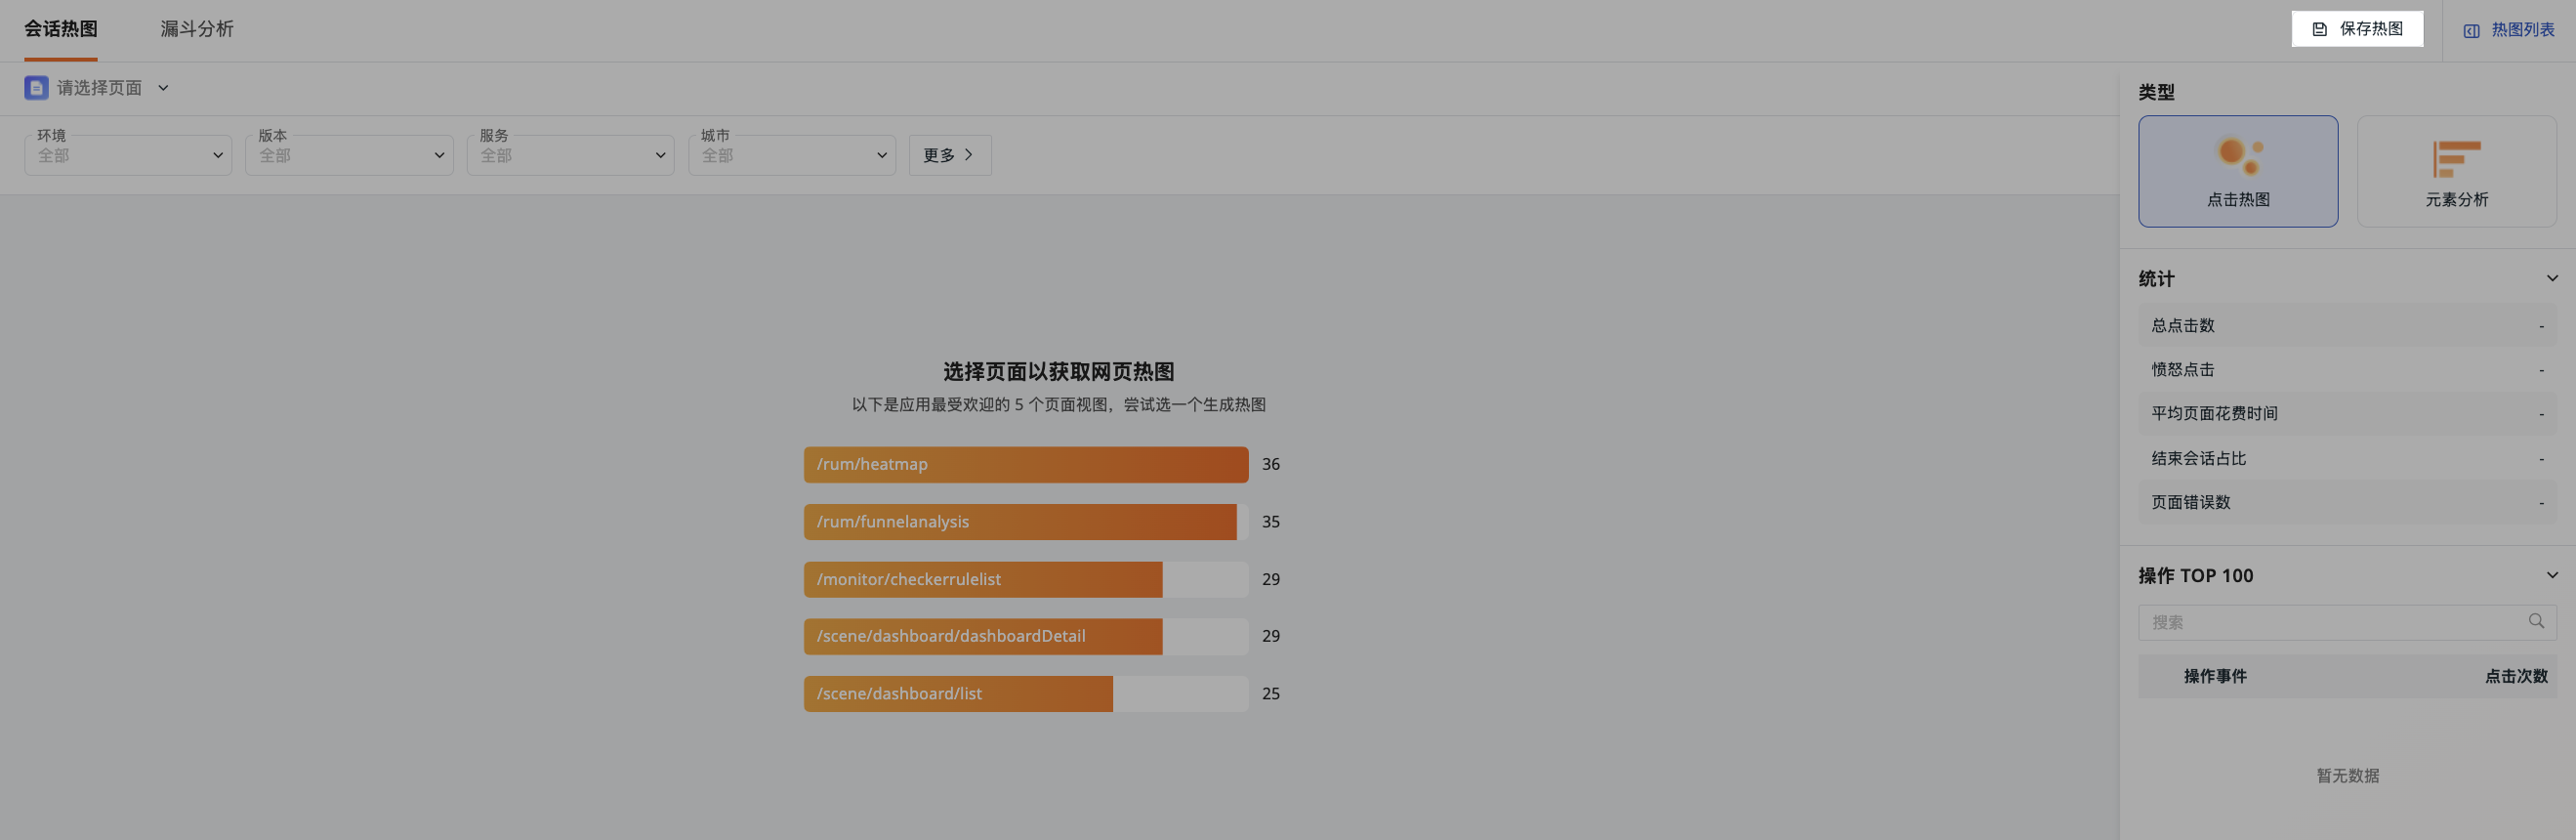 会话热图
漏斗分析
保存热图
热图列表
请选择页面
环境
全部
版本
全部
服务
全部
城市
全部
更多
选择页面以获取网页热图
以下是应用最受欢迎的 5 个页面视图，尝试选一个生成热图
/rum/heatmap 36
/rum/funnelanalysis 35
/monitor/checkerrulelist 29
/scene/dashboard/dashboardDetail 29
/scene/dashboard/list 25
类型
点击热图
元素分析
统计
总点击数 -
愤怒点击 -
平均页面花费时间 -
结束会话占比 -
页面错误数 -
操作 TOP 100
搜索
操作事件 点击次数
暂无数据